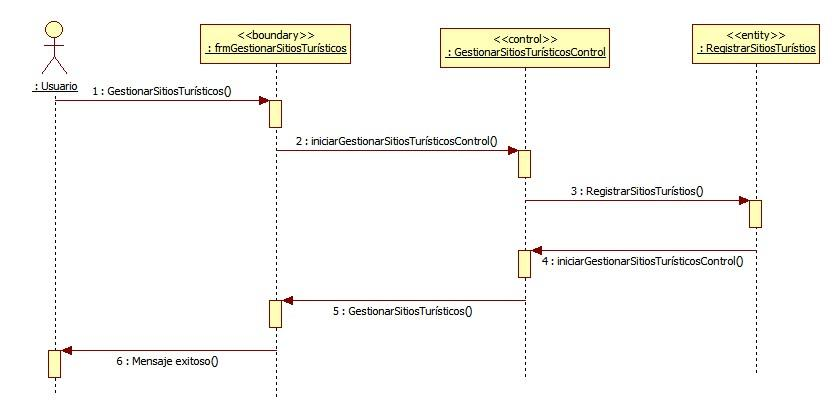 <<boundary>>
: frmGestionarSitiosTurísticos
<<control>>
: GestionarSitiosTurísticosControl
<<entity>>
: RegistrarSitiosTurístios
: Usuario
1 : GestionarSitiosTurísticos()
2 : iniciarGestionarSitiosTurísticosControl()
3 : RegistrarSitiosTurístios()
4 : iniciarGestionarSitiosTurísticosControl()
5 : GestionarSitiosTurísticos()
6 : Mensaje exitoso()